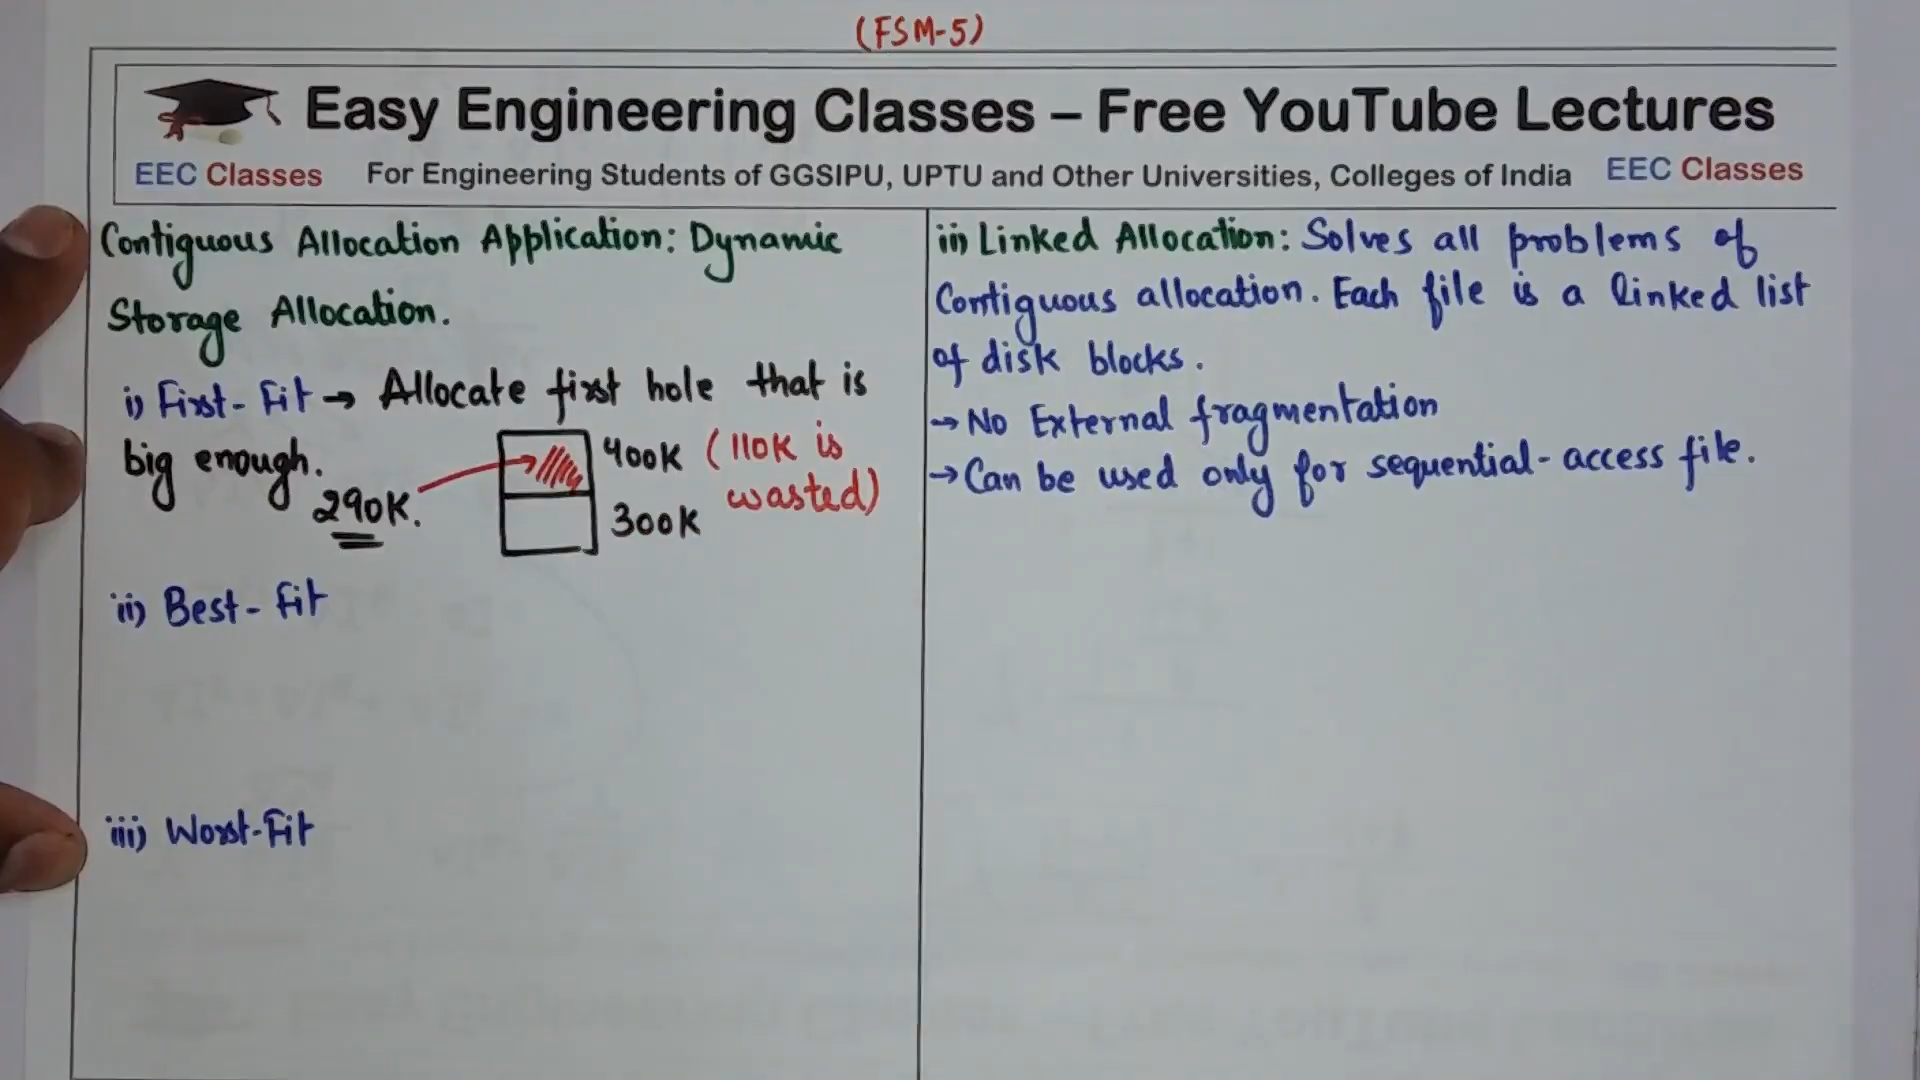 (FSM-5)
Easy Engineering Classes – Free YouTube Lectures
EEC Classes For Engineering Students of GGSIPU, UPTU and Other Universities, Colleges of India EEC Classes
Contiguous Allocation Application: Dynamic
Storage Allocation.
i) First-Fit → Allocate first hole that is
big enough.
290K.
400K (110K is
wasted)
300K
ii) Best-Fit
iii) Worst-Fit
ii) Linked Allocation: Solves all problems of
Contiguous allocation. Each file is a linked list
of disk blocks.
→ No External fragmentation
→ Can be used only for sequential-access file.